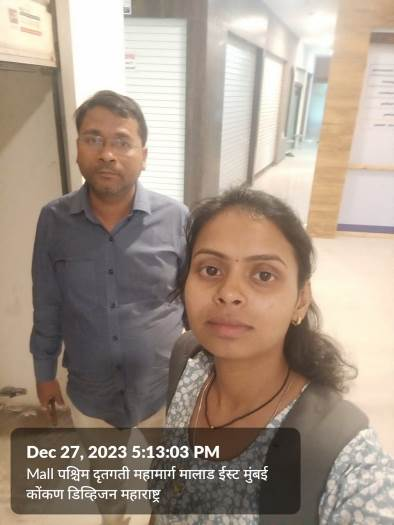 Dec 27, 2023 5:13:03 PM
Mall पश्चिम दृतगती महामार्ग मालाड ईस्ट मुंबई
कोंकण डिव्हिजन महाराष्ट्र